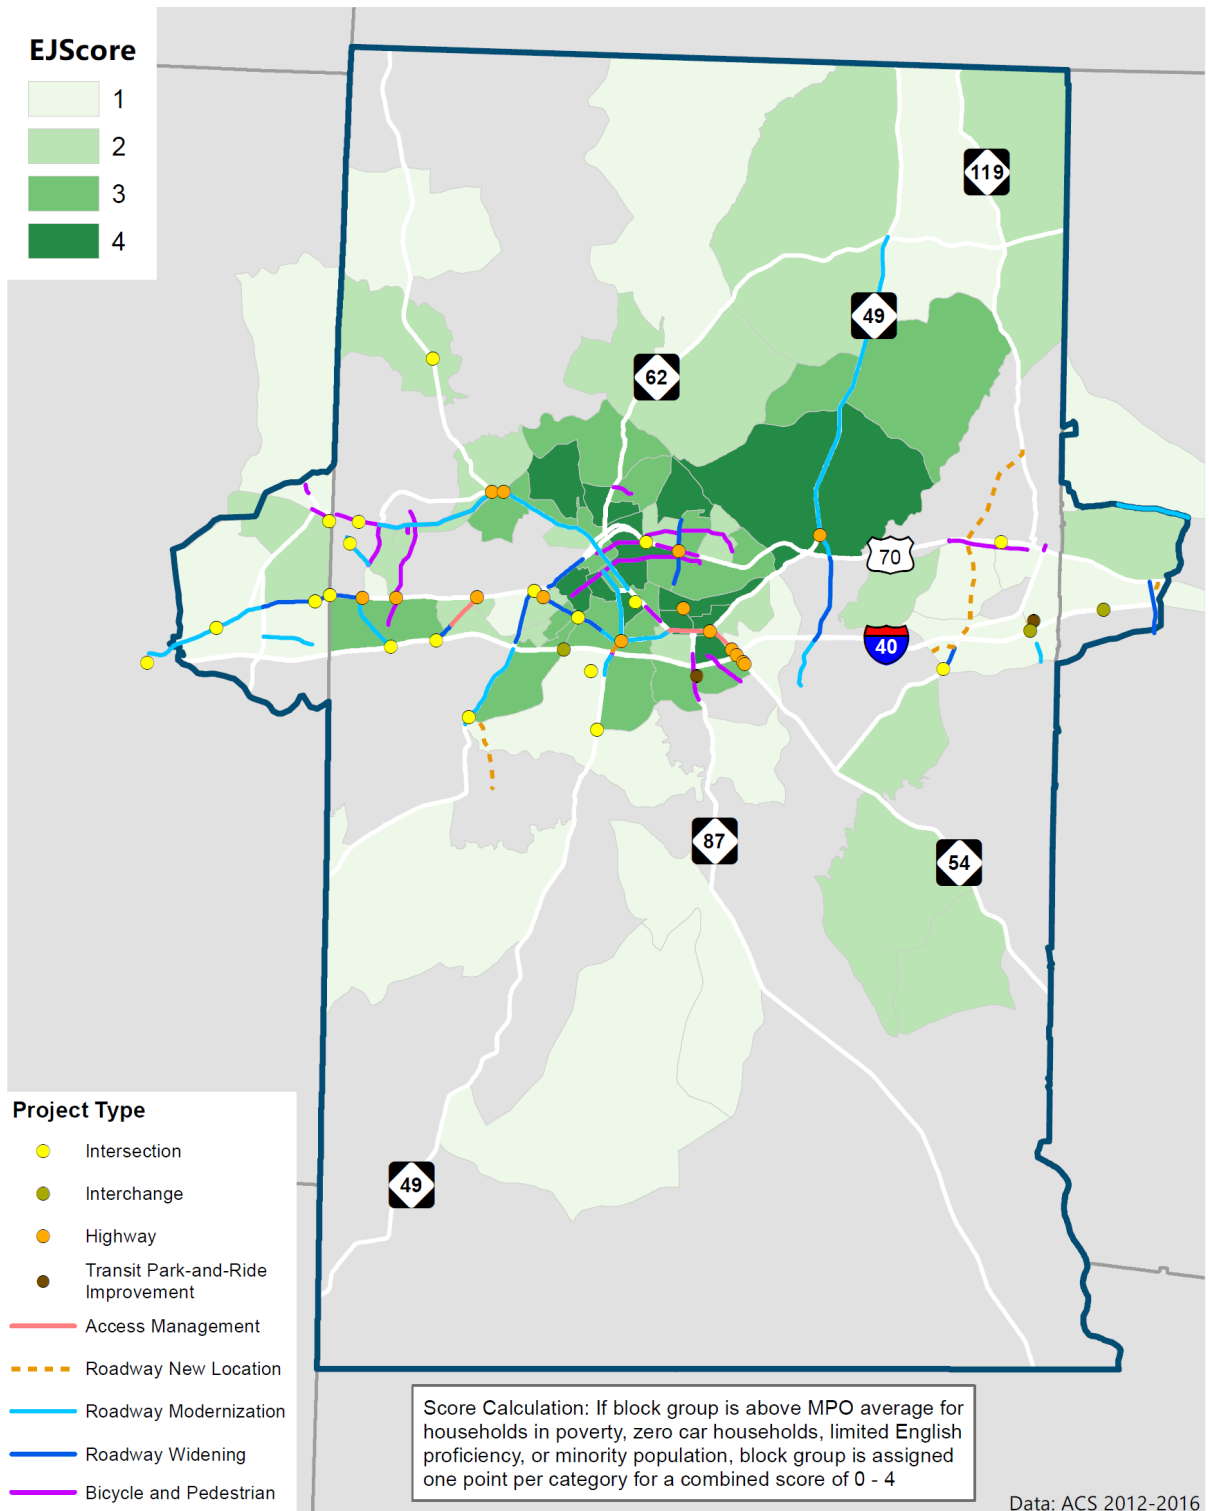 EJScore
1
2
3
4
119
49
62
70
40
87
54
49
Project Type
Intersection
Interchange
Highway
Transit Park-and-Ride
Improvement
Access Management
Roadway New Location
Roadway Modernization
Roadway Widening
Bicycle and Pedestrian
Score Calculation: If block group is above MPO average for
households in poverty, zero car households, limited English
proficiency, or minority population, block group is assigned
one point per category for a combined score of 0 - 4
Data: ACS 2012-2016